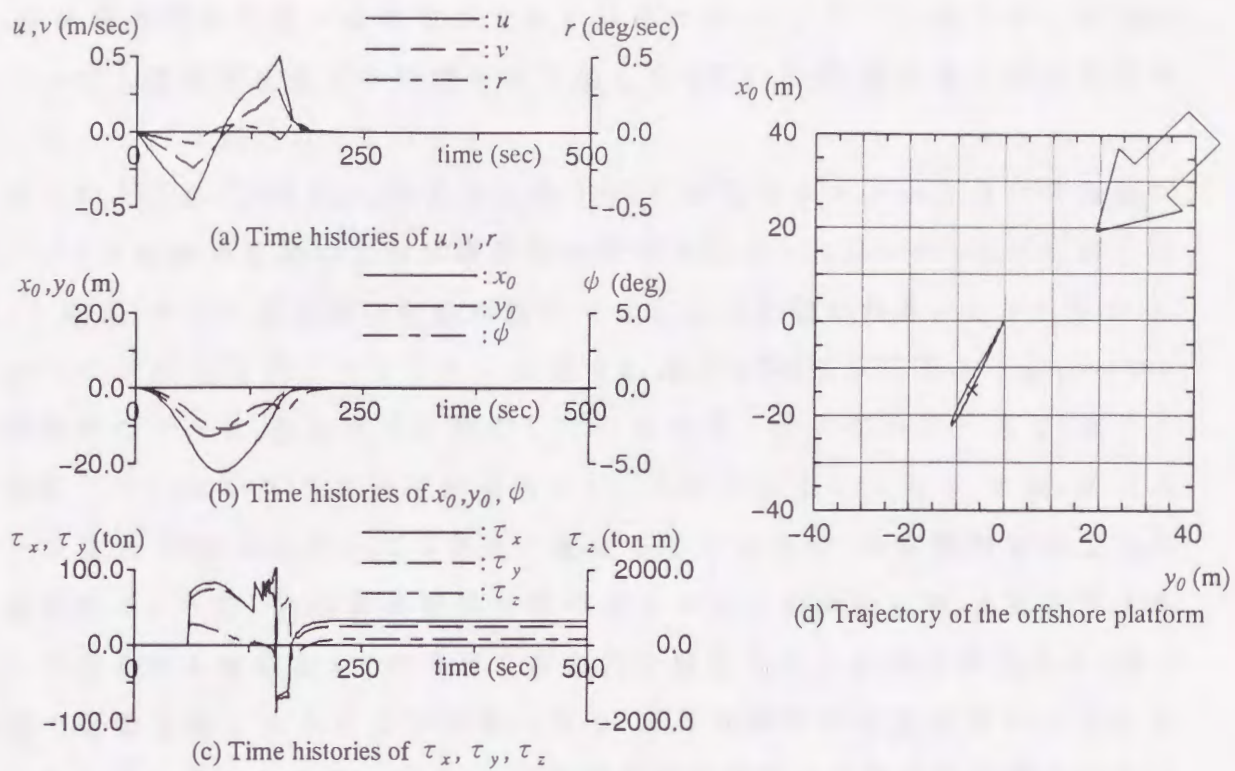 u,v (m/sec)
: u
: v
: r
r (deg/sec)
0.5
0.0
−0.5
0
250
time (sec)
500
0.5
0.0
−0.5
(a) Time histories of u,v,r
x0,y0 (m)
: x0
: y0
: ϕ
ϕ (deg)
20.0
0.0
−20.0
0
250
time (sec)
500
5.0
0.0
−5.0
(b) Time histories of x0,y0, ϕ
τx, τy (ton)
: τx
: τy
: τz
τz (ton m)
100.0
0.0
−100.0
0
250
time (sec)
500
2000.0
0.0
−2000.0
(c) Time histories of τx, τy, τz
x0 (m)
40
20
0
−20
−40
−40
−20
0
20
40
y0 (m)
(d) Trajectory of the offshore platform